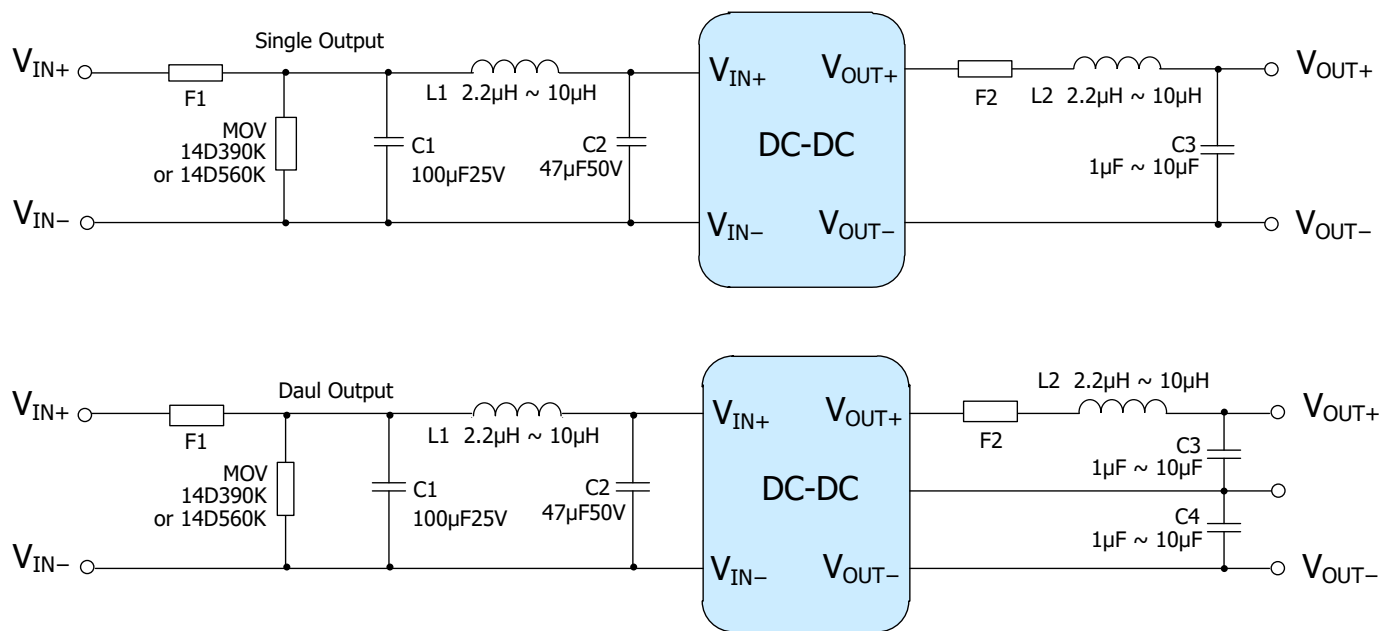 Single Output
VIN+
F1
L1 2.2µH ~ 10µH
MOV
14D390K
or 14D560K
C1
100µF25V
C2
47µF50V
VIN−
VIN+
VOUT+
DC-DC
VIN−
VOUT−
F2
L2 2.2µH ~ 10µH
C3
1µF ~ 10µF
VOUT+
VOUT−
Daul Output
VIN+
F1
L1 2.2µH ~ 10µH
MOV
14D390K
or 14D560K
C1
100µF25V
C2
47µF50V
VIN−
VIN+
VOUT+
DC-DC
VIN−
VOUT−
L2 2.2µH ~ 10µH
F2
C3
1µF ~ 10µF
C4
1µF ~ 10µF
VOUT+
VOUT−